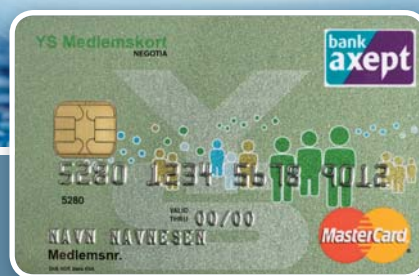 YS Medlemskort
NEGOTIA
bank
axept
5280 1234 5678 9012
5280
VALID
THRU
00/00
NAVN NAVNESEN
Medlemsnr.
MasterCard